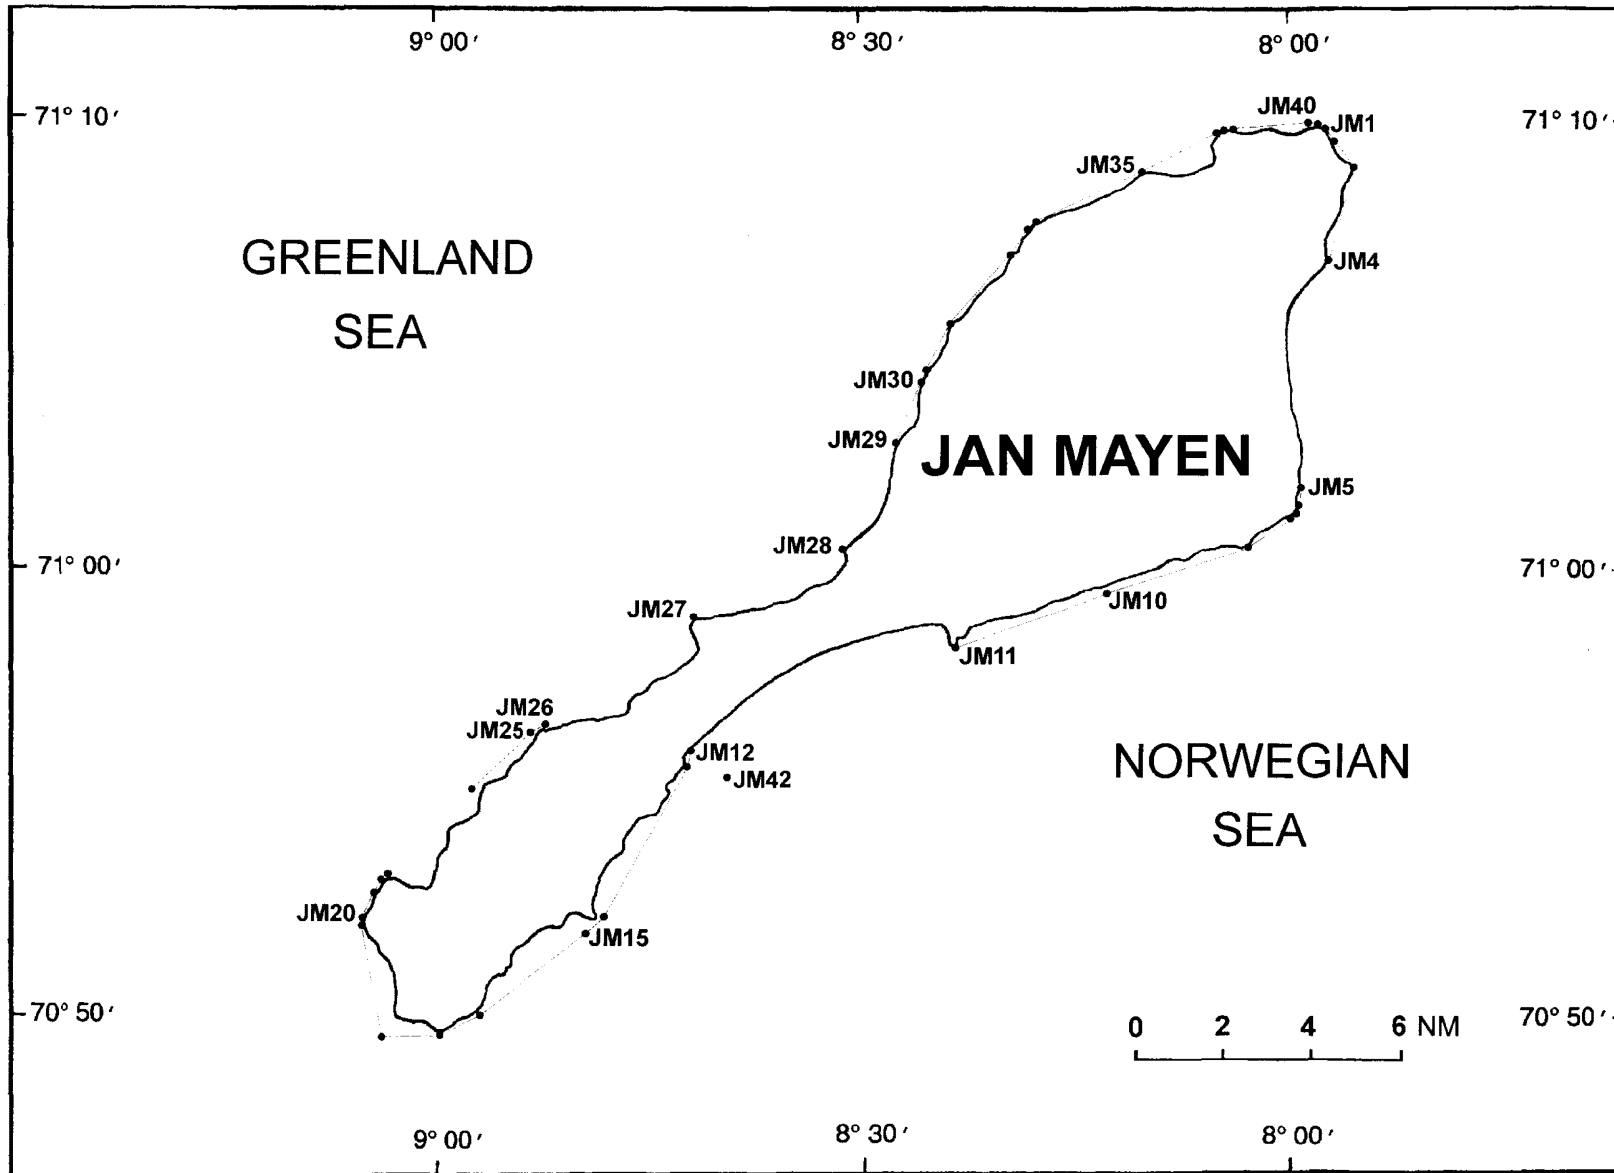 9° 00′
8° 30′
8° 00′
71° 10′
71° 10′
JM40
JM1
JM35
GREENLAND
SEA
JM4
JM30
JM29
JAN MAYEN
JM5
JM28
71° 00′
71° 00′
JM27
JM10
JM11
JM26
JM25
JM12
JM42
NORWEGIAN
SEA
JM20
JM15
70° 50′
70° 50′
0 2 4 6 NM
9° 00′
8° 30′
8° 00′